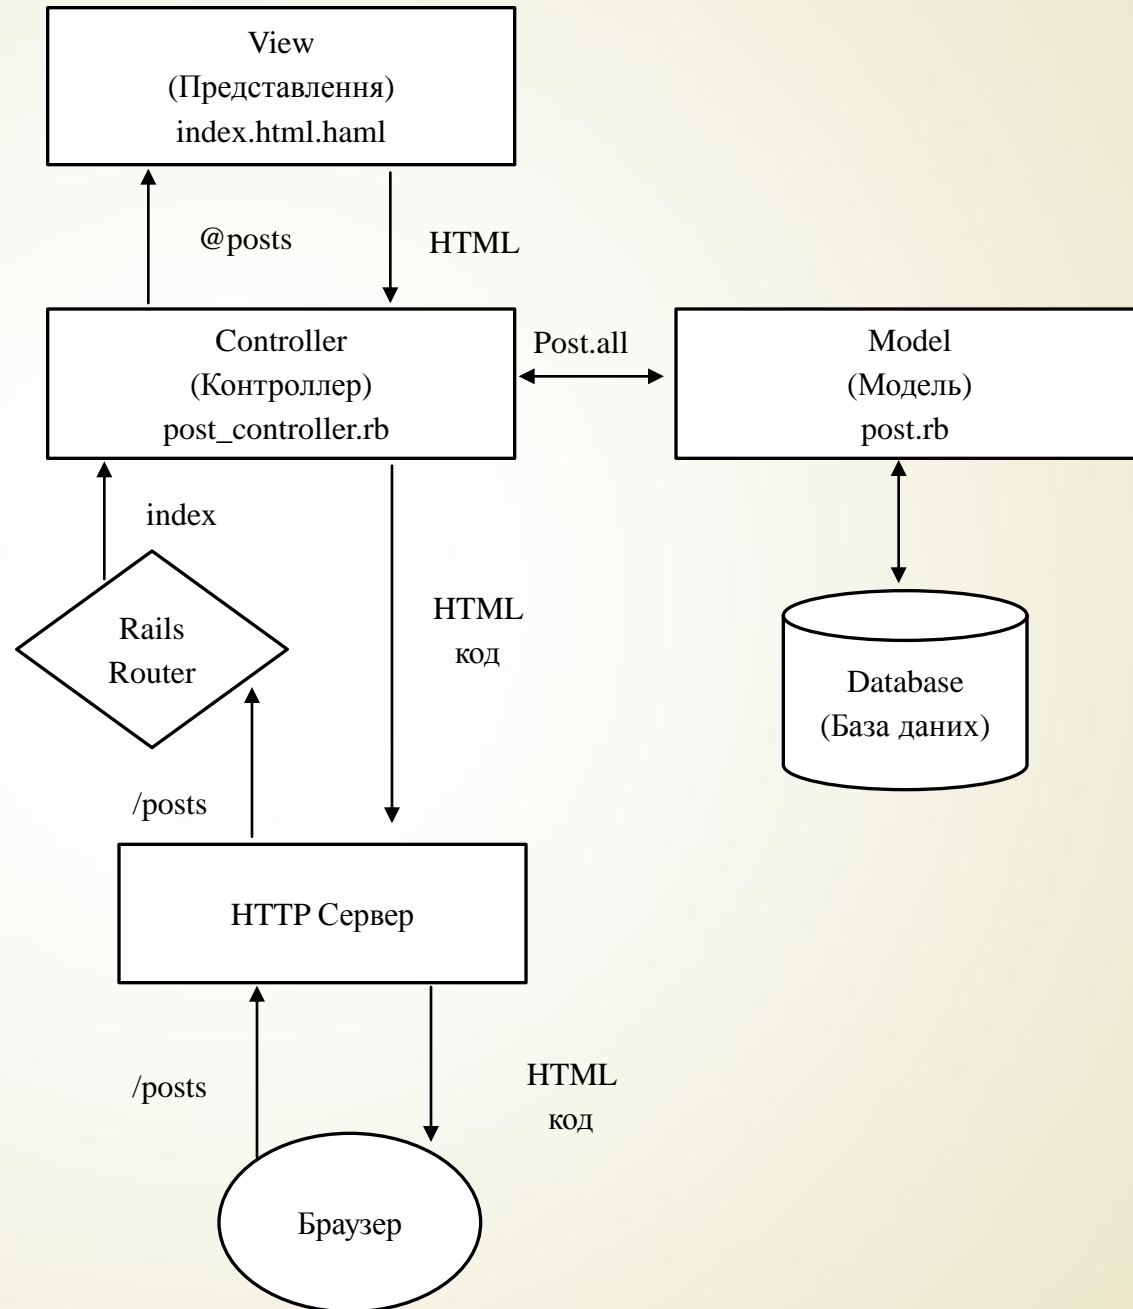 View
(Представлення)
index.html.haml
@posts
HTML
Controller
(Контроллер)
post_controller.rb
Post.all
Model
(Модель)
post.rb
index
Rails
Router
HTML
код
Database
(База даних)
/posts
HTTP Сервер
/posts
HTML
код
Браузер